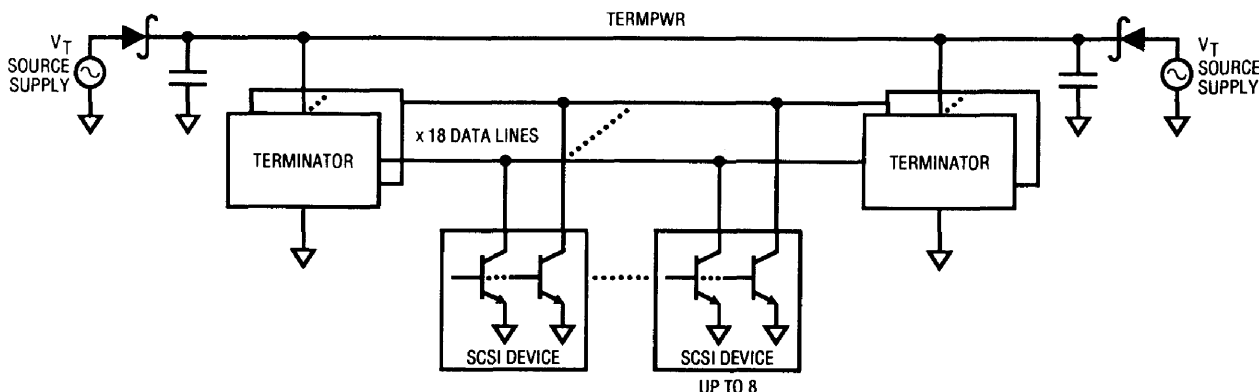 TERMPWR
V_T
SOURCE
SUPPLY
V_T
SOURCE
SUPPLY
x 18 DATA LINES
TERMINATOR
TERMINATOR
SCSI DEVICE
SCSI DEVICE
UP TO 8